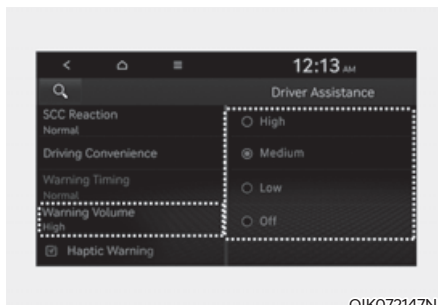 12:13 AM
Driver Assistance
SCC Reaction
Normal
Driving Convenience
Warning Timing
Normal
Warning Volume
High
Haptic Warning
High
Medium
Low
Off
OIK072147N